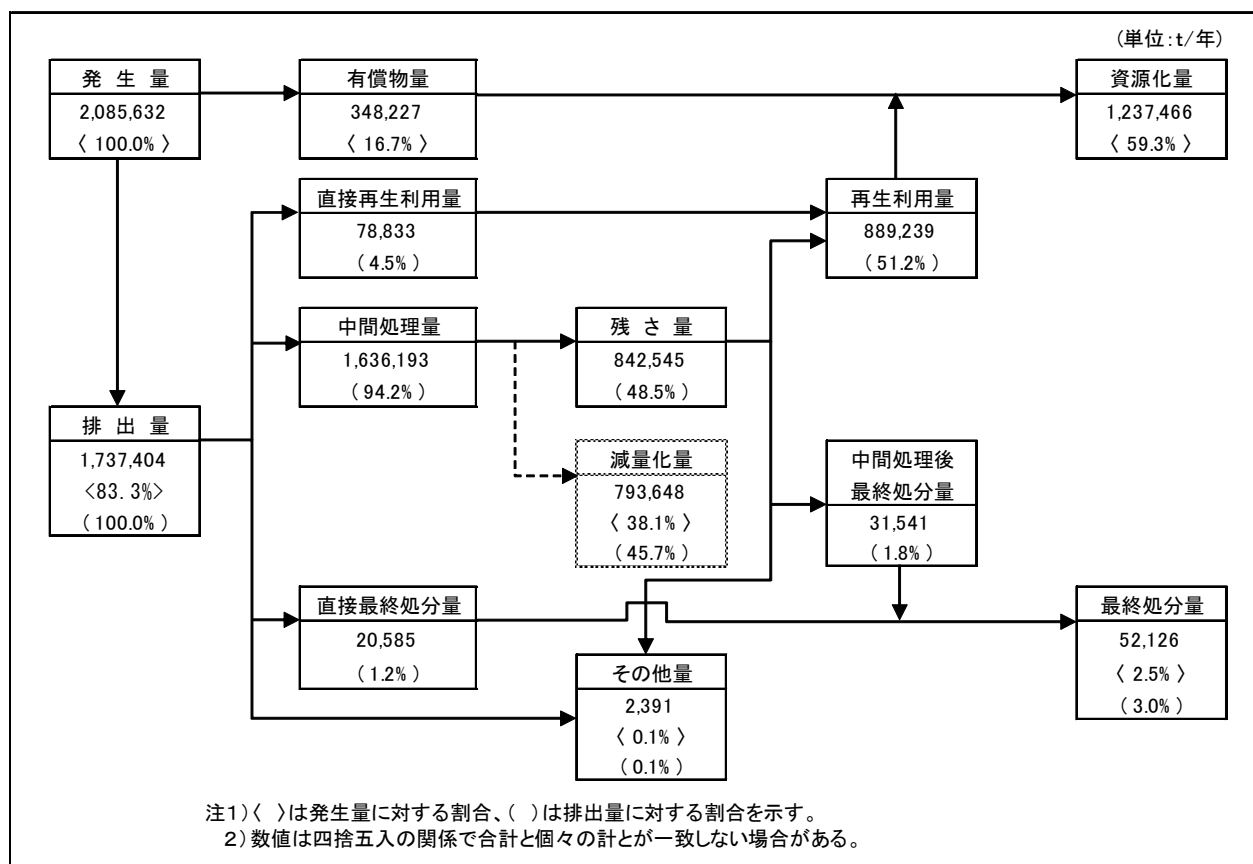 (単位:t/年)
発 生 量
2,085,632
〈 100.0% 〉
有償物量
348,227
〈 16.7% 〉
資源化量
1,237,466
〈 59.3% 〉
直接再生利用量
78,833
( 4.5% )
再生利用量
889,239
(51.2% )
中間処理量
1,636,193
(94.2% )
残 さ 量
842,545
(48.5% )
排 出 量
1,737,404
<83.3%>
(100.0% )
減量化量
793,648
〈 38.1% 〉
( 45.7% )
中間処理後
最終処分量
31,541
( 1.8% )
直接最終処分量
20,585
( 1.2% )
その他量
2,391
〈 0.1% 〉
( 0.1% )
最終処分量
52,126
〈 2.5% 〉
( 3.0% )
注1)〈 〉は発生量に対する割合、( )は排出量に対する割合を示す。
2)数値は四捨五入の関係で合計と個々の計とが一致しない場合がある。